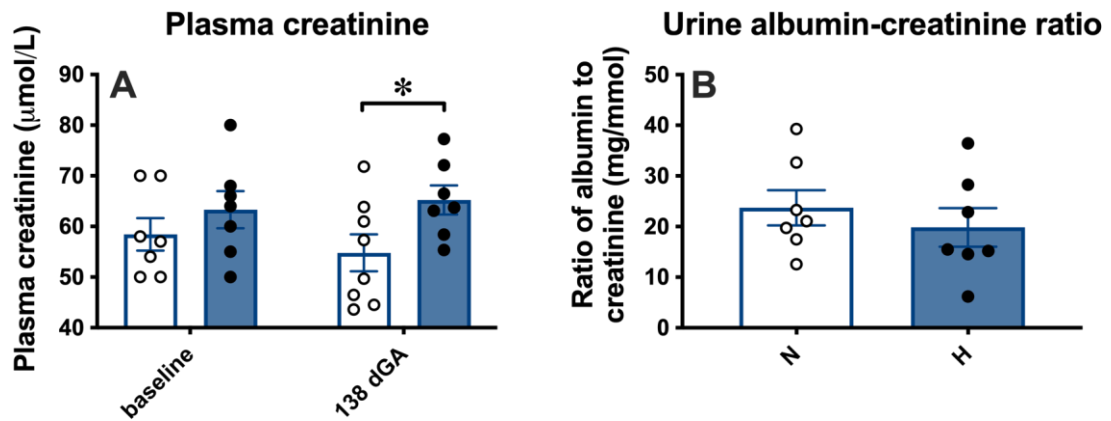 Plasma creatinine
A
Plasma creatinine (µmol/L)
90
80
70
60
50
40
*
baseline
138 dGA
Urine albumin-creatinine ratio
B
Ratio of albumin to
creatinine (mg/mmol)
50
40
30
20
10
0
N
H